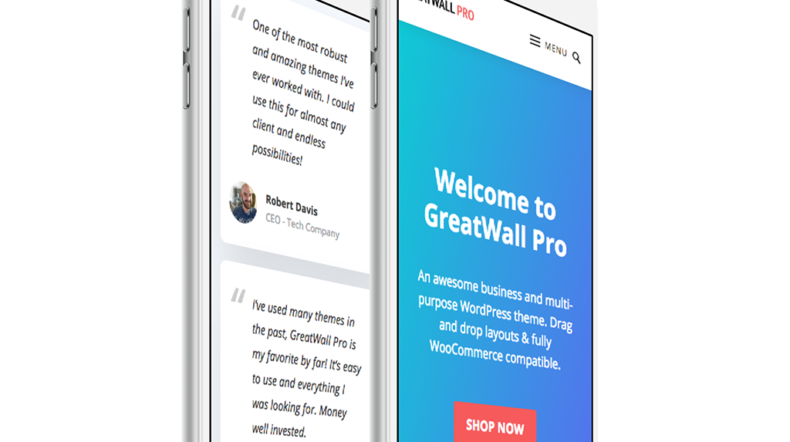 “
One of the most robust
and amazing themes I've
ever worked with. I could
use this for almost any
client and endless
possibilities!
Robert Davis
CEO - Tech Company
“
I've used many themes in
the past, GreatWall Pro is
my favorite by far! It's easy
to use and everything I
was looking for. Money
well invested.
PRO
MENU
Welcome to
GreatWall Pro
An awesome business and multi-
purpose WordPress theme. Drag
and drop layouts & fully
WooCommerce compatible.
SHOP NOW